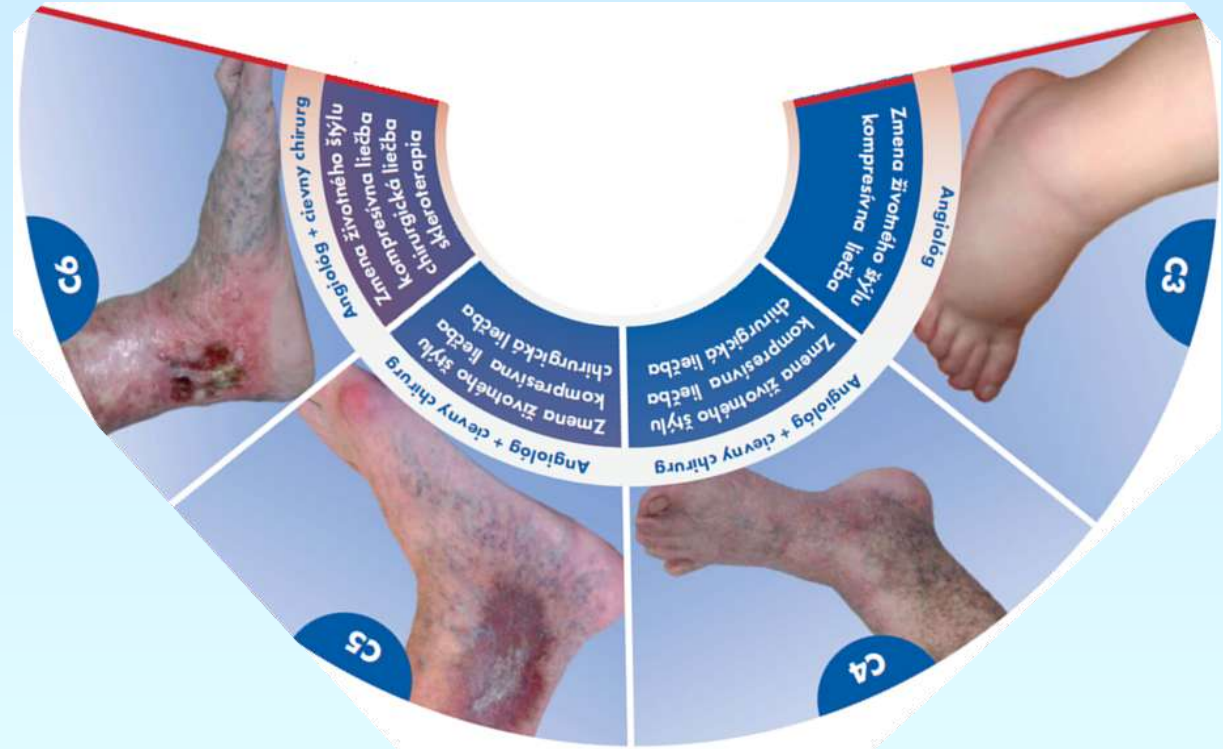 C3
Angiológ
Zmena životného štýlu
kompresívna liečba
C4
Angiológ + cievny chirurg
Zmena životného štýlu
kompresívna liečba
chirurgická liečba
C5
Angiológ + cievny chirurg
Zmena životného štýlu
kompresívna liečba
chirurgická liečba
C6
Angiológ + cievny chirurg
Zmena životného štýlu
kompresívna liečba
chirurgická liečba
skleroterapia